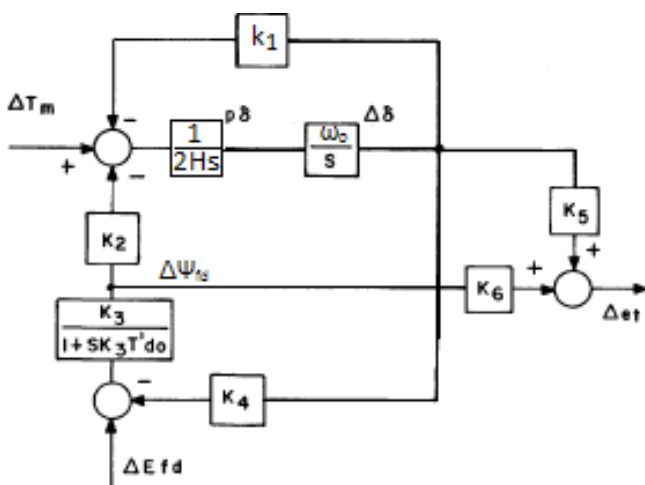 k1
ΔTm
-
+
-
pδ
Δδ
1
2Hs
ω0
s
K5
K2
ΔΨfd
+
+
K6
Δet
K3
1+SK3T'do
-
K4
ΔEfd